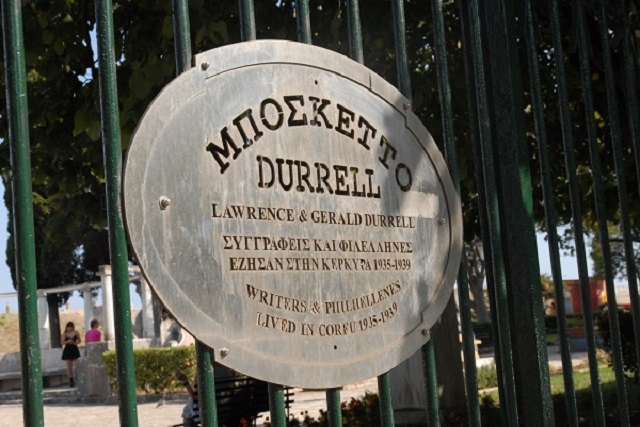 ΜΠΟΣΚΕΤΤΟ
DURRELL
LAWRENCE & GERALD DURRELL
ΣΥΓΓΡΑΦΕΙΣ ΚΑΙ ΦΙΛΕΛΛΗΝΕΣ
ΕΖΗΣΑΝ ΣΤΗΝ ΚΕΡΚΥΡΑ 1935-1939
WRITERS & PHILHELLENES
LIVED IN CORFU 1935-1939